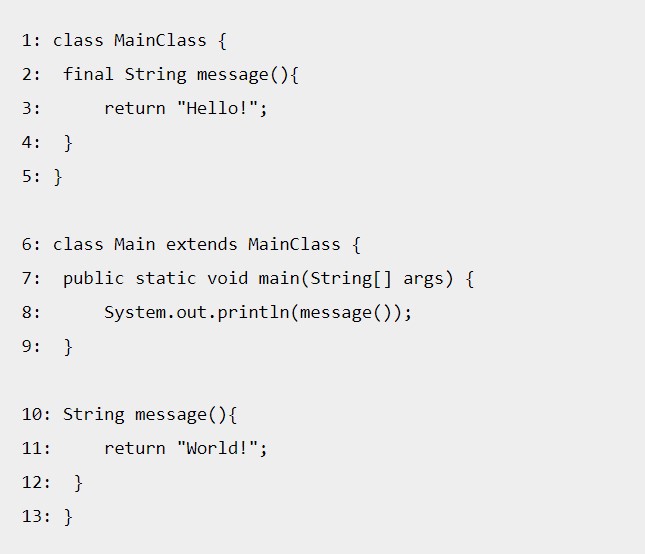 1: class MainClass {
2:  final String message(){
3:      return "Hello!";
4:  }
5: }
6: class Main extends MainClass {
7:  public static void main(String[] args) {
8:      System.out.println(message());
9:  }
10: String message(){
11:     return "World!";
12:  }
13: }